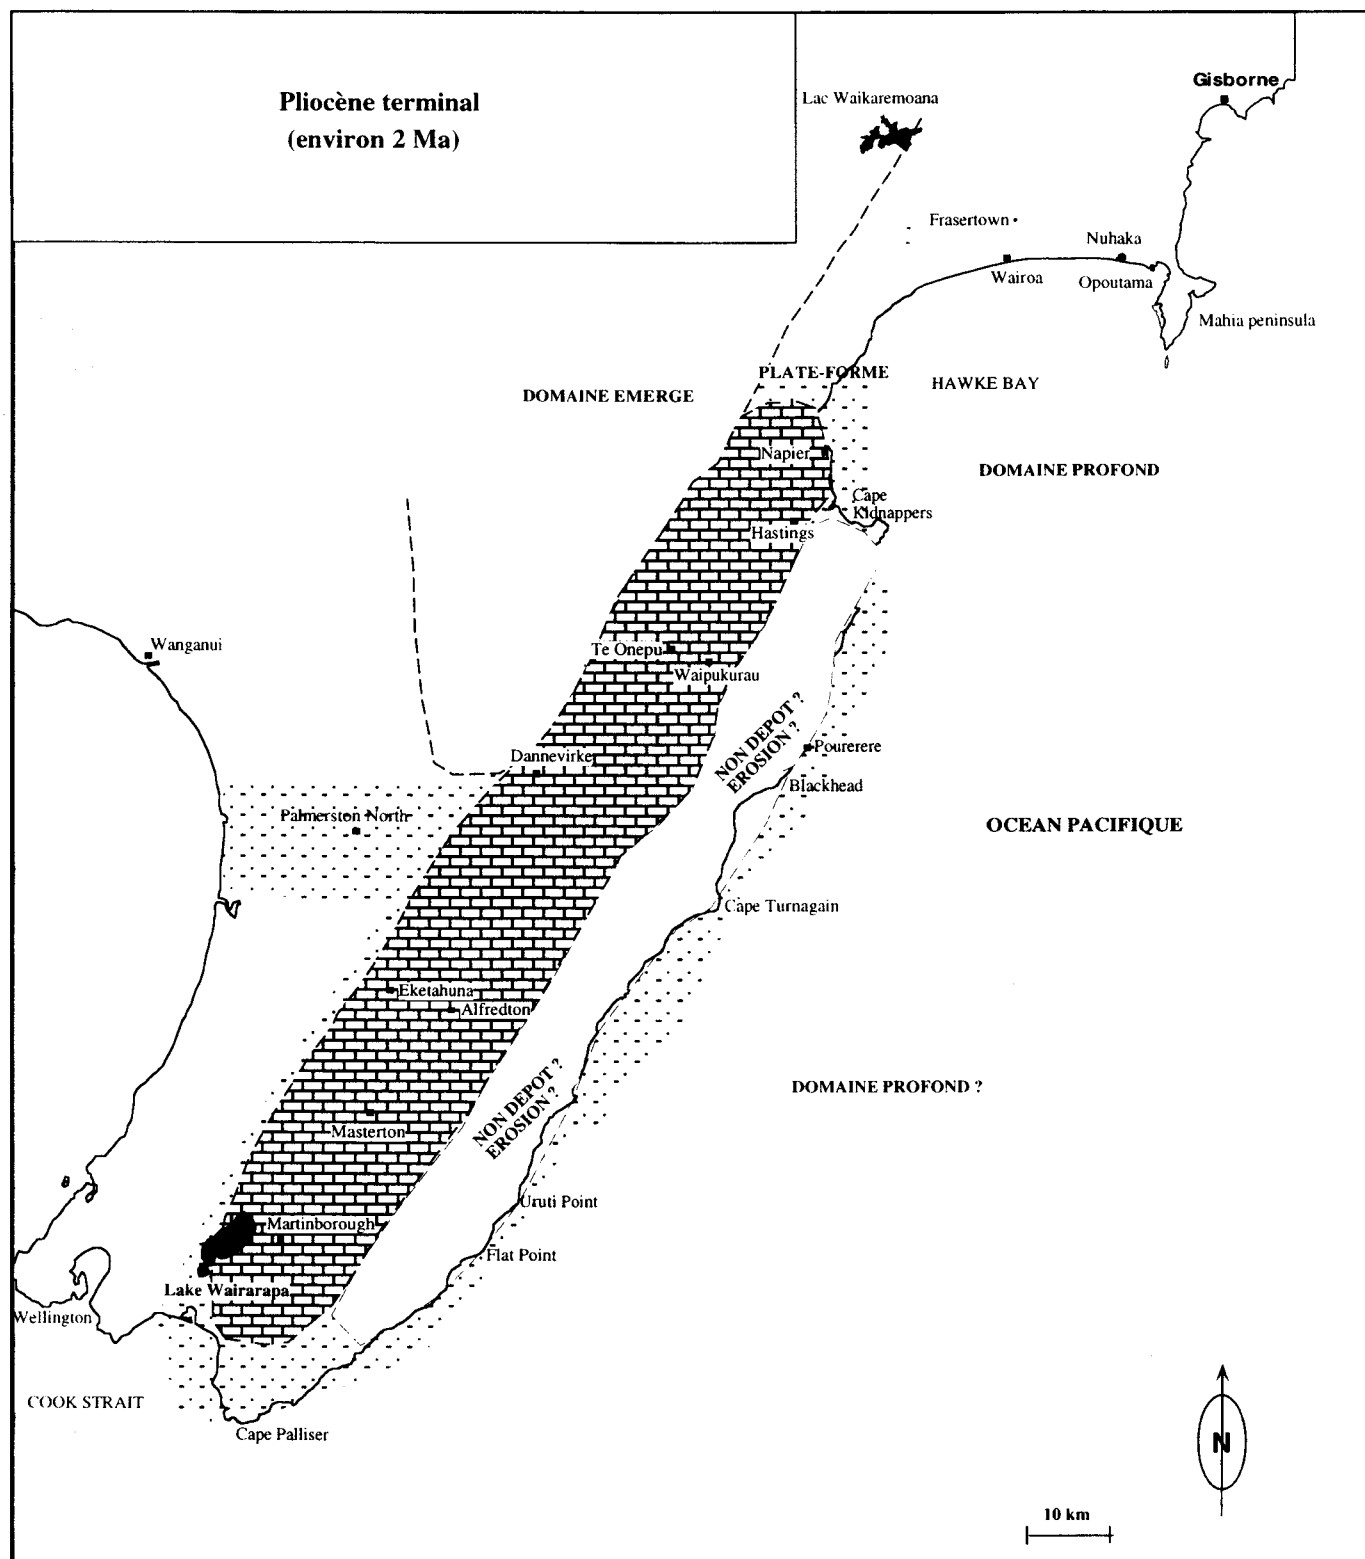 Pliocène terminal
(environ 2 Ma)
Gisborne
Lac Waikaremoana
Frasertown
Nuhaka
Wairoa
Opoutama
Mahia peninsula
PLATE-FORME
HAWKE BAY
DOMAINE EMERGE
Napier
DOMAINE PROFOND
Cape
Kidnappers
Hastings
Wanganui
Te Onepu
Waipukurau
NON DEPOT ?
EROSION ?
Pourerere
Dannevirke
Blackhead
Palmerston North
OCEAN PACIFIQUE
Cape Turnagain
Eketahuna
Alfredton
NON DEPOT ?
EROSION ?
DOMAINE PROFOND ?
Masterton
Uruti Point
Martinborough
Flat Point
Lake Wairarapa
Wellington
COOK STRAIT
Cape Palliser
N
10 km